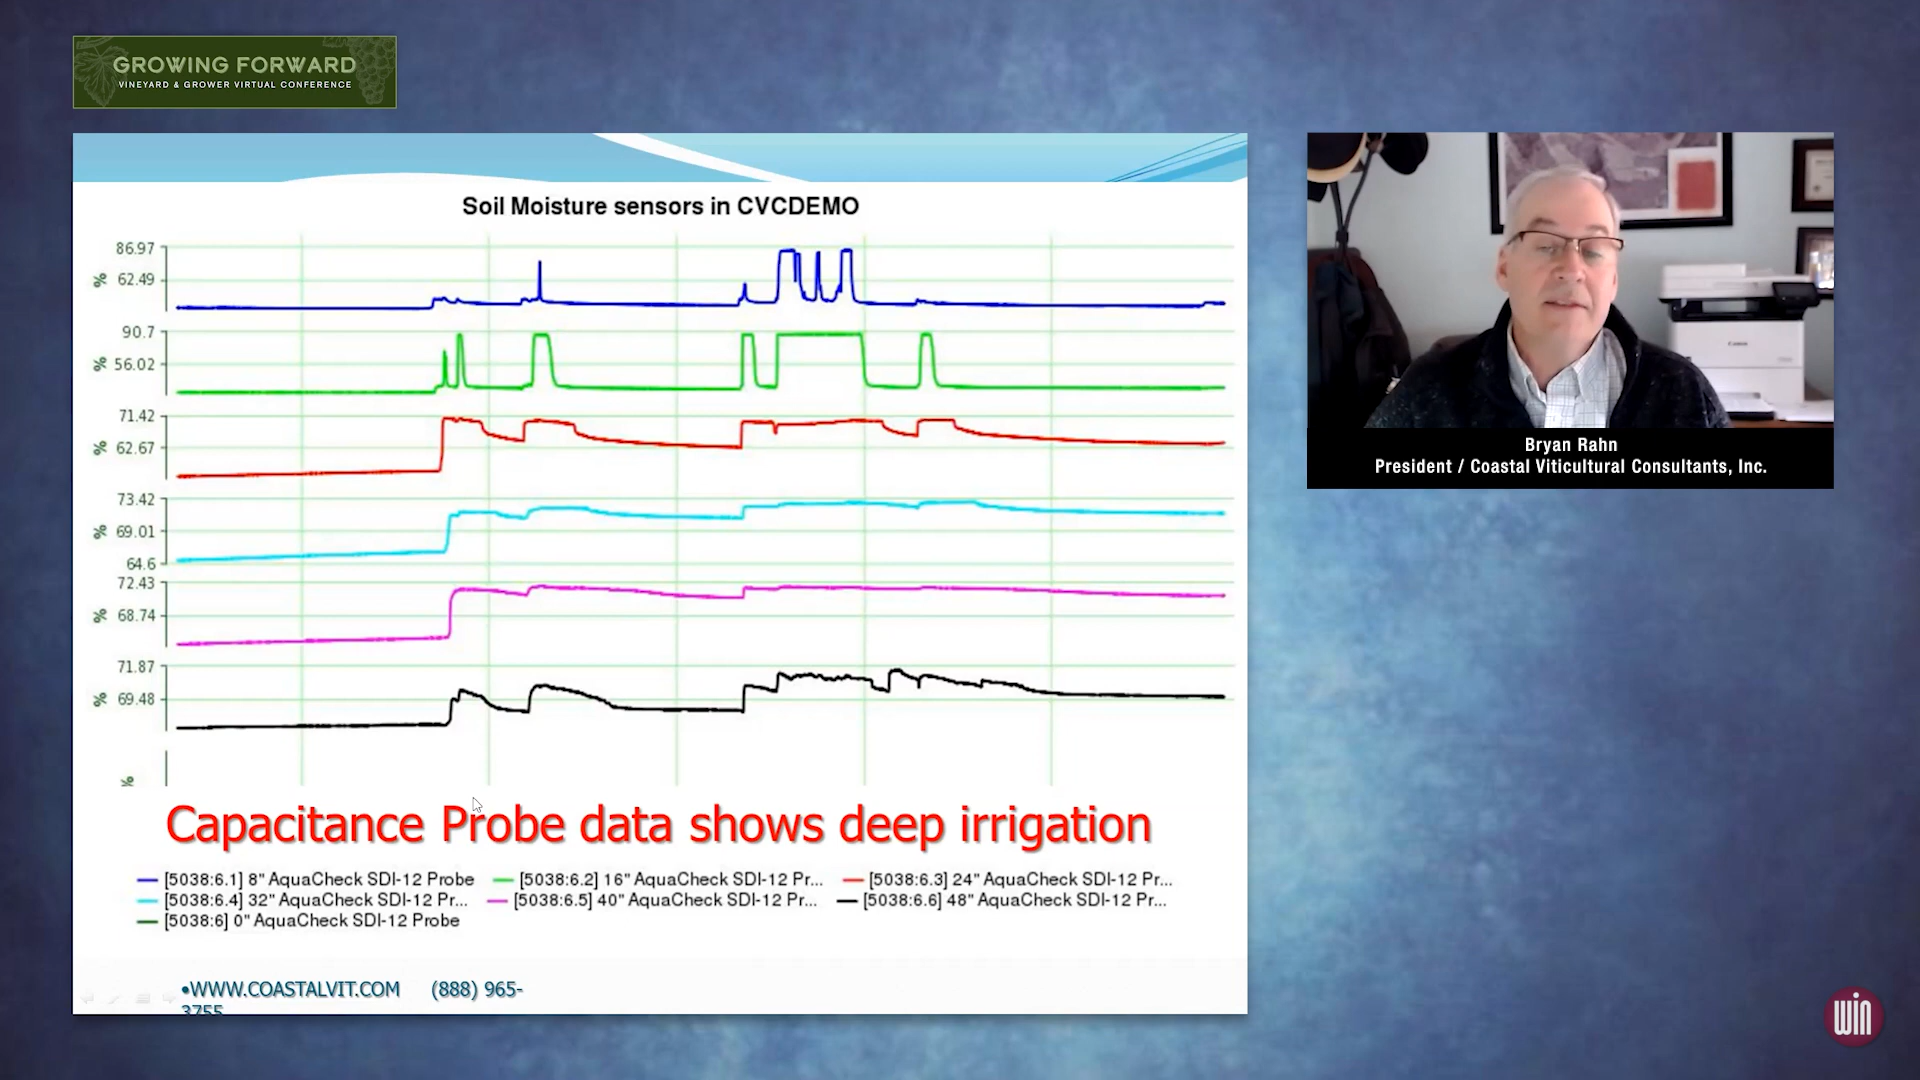 GROWING FORWARD
VINEYARD & GROWER VIRTUAL CONFERENCE
Soil Moisture sensors in CVCDEMO
86.97
% 62.49
90.7
% 56.02
71.42
% 62.67
73.42
% 69.01
64.6
72.43
% 68.74
71.87
% 69.48
%
Capacitance Probe data shows deep irrigation
[5038:6.1] 8" AquaCheck SDI-12 Probe [5038:6.2] 16" AquaCheck SDI-12 Pr... [5038:6.3] 24" AquaCheck SDI-12 Pr...
[5038:6.4] 32" AquaCheck SDI-12 Pr... [5038:6.5] 40" AquaCheck SDI-12 Pr... [5038:6.6] 48" AquaCheck SDI-12 Pr...
[5038:6] 0" AquaCheck SDI-12 Probe
•WWW.COASTALVIT.COM (888) 965-
3755
Canon
Bryan Rahn
President / Coastal Viticultural Consultants, Inc.
win